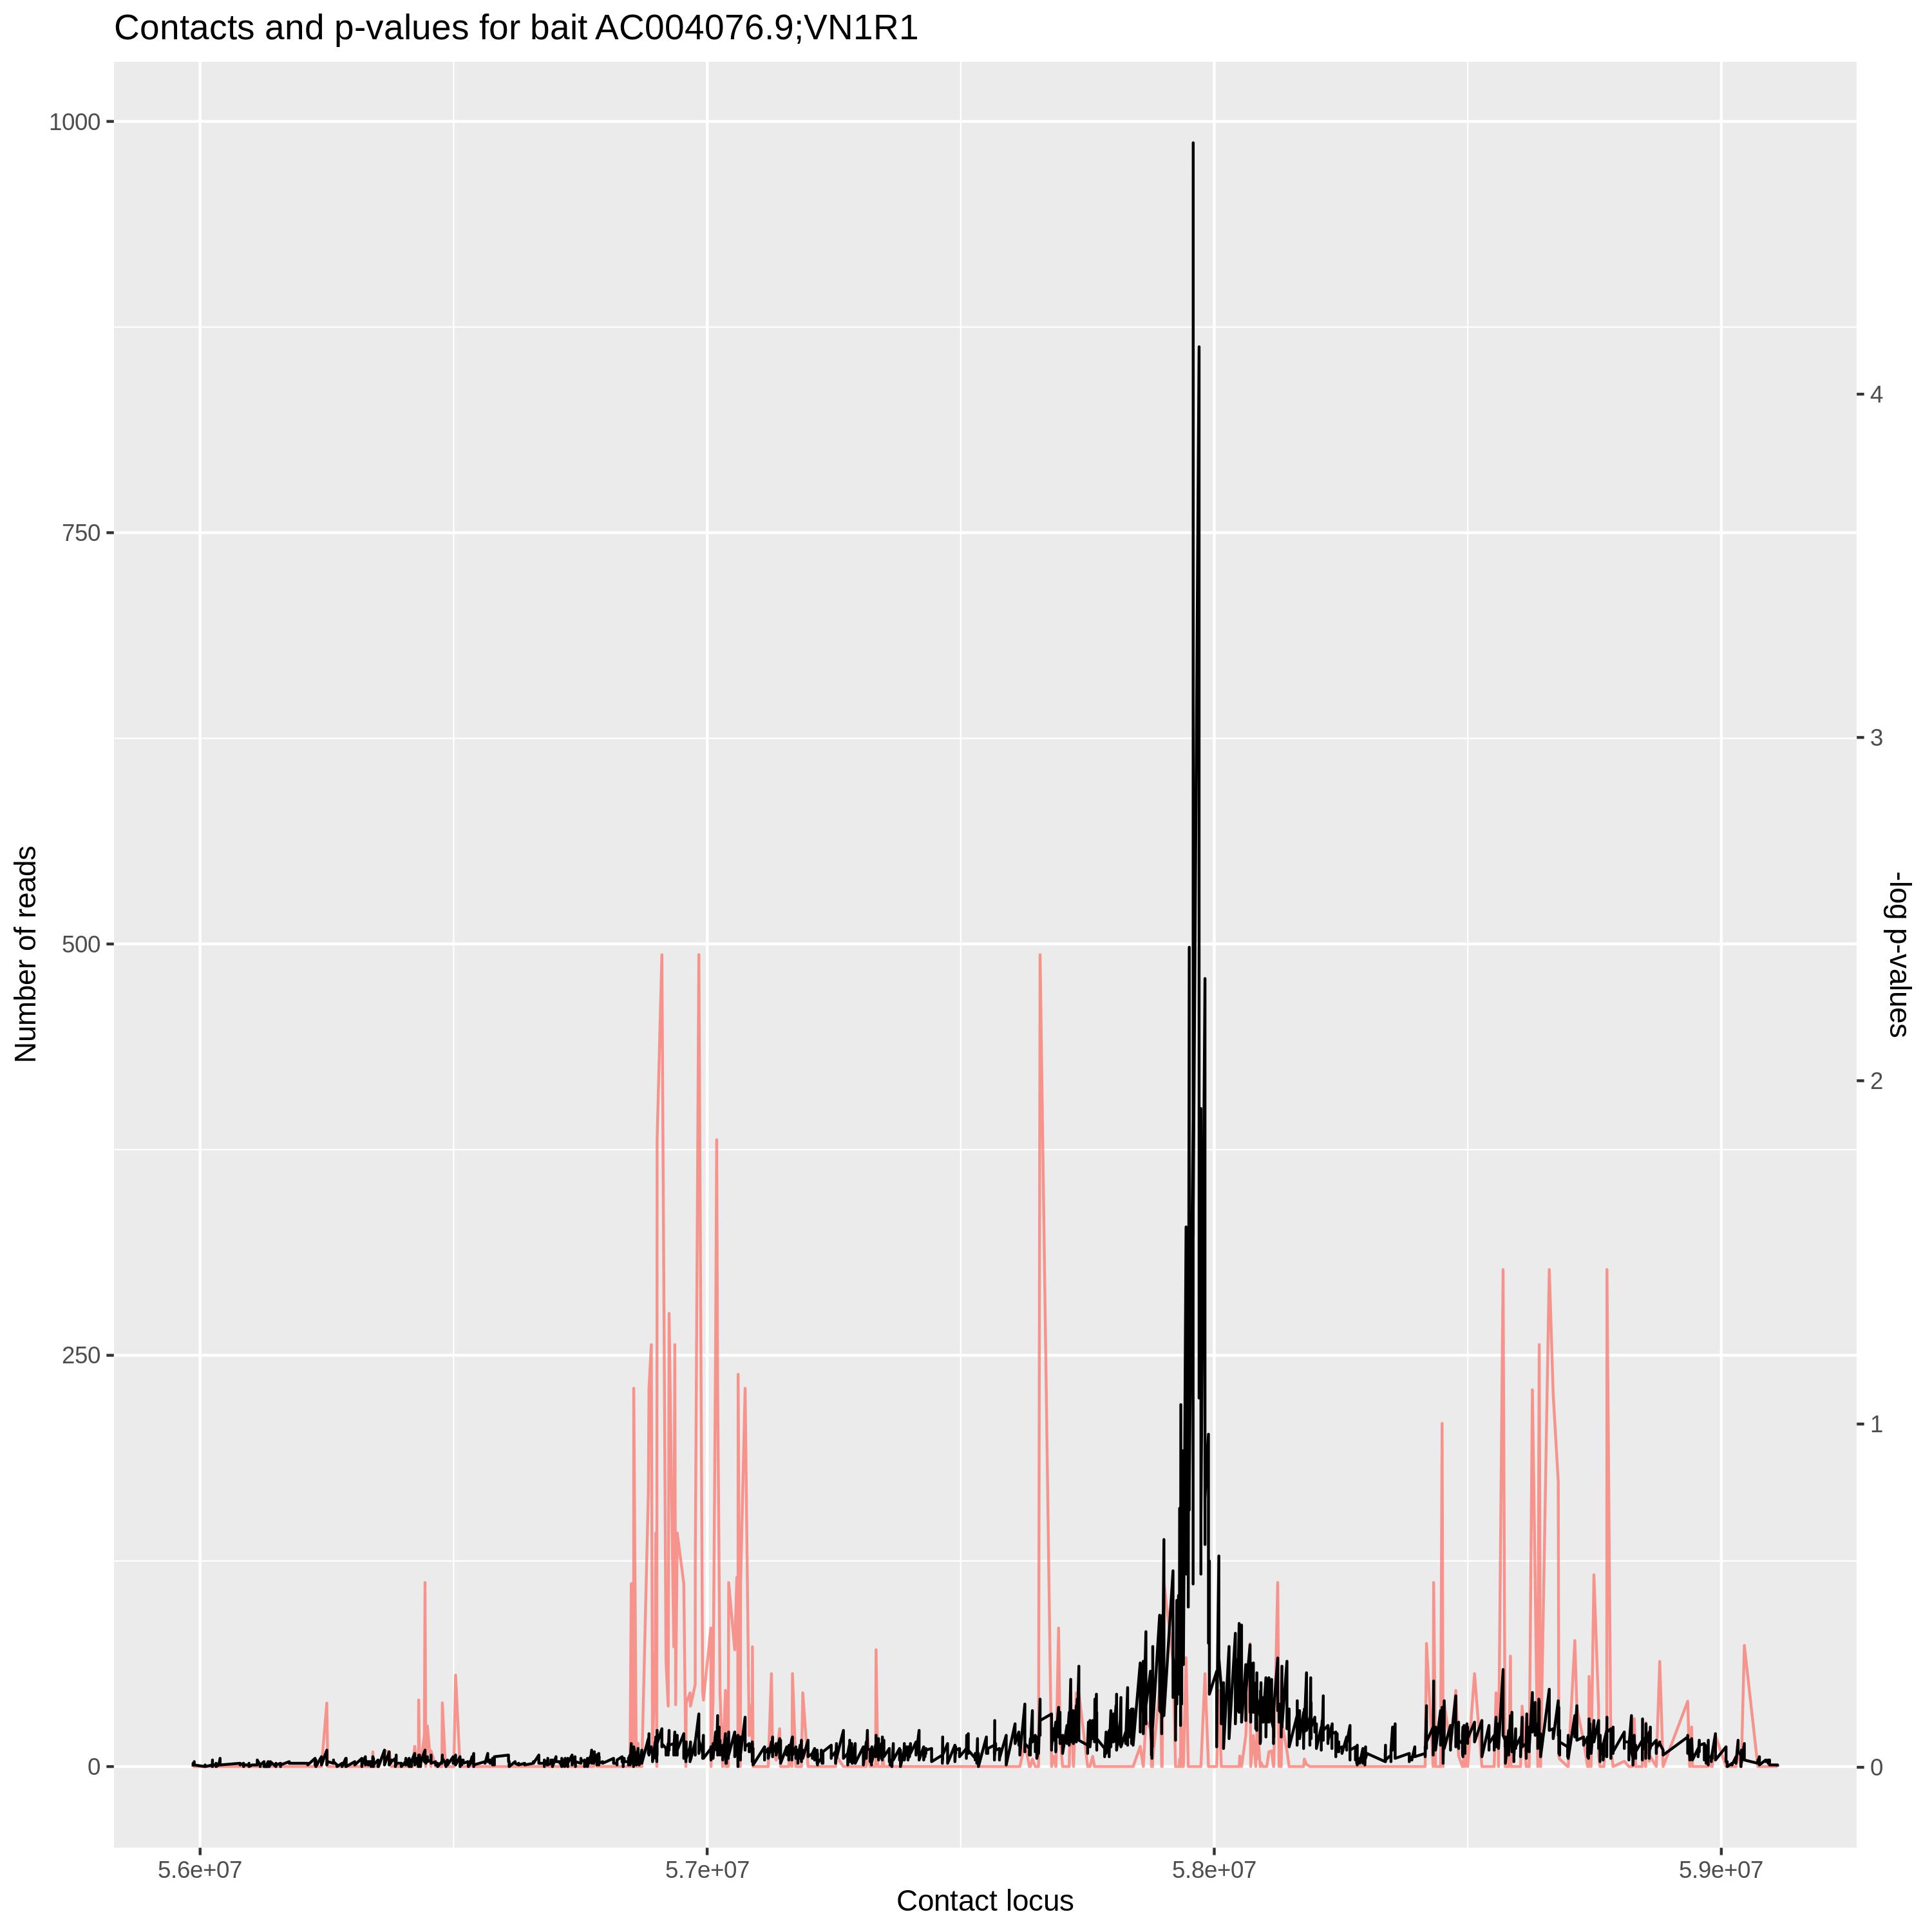 Contacts and p-values for bait AC004076.9;VN1R1
1000
750
500
250
0
Number of reads
4
3
2
1
0
-log p-values
5.6e+07
5.7e+07
5.8e+07
5.9e+07
Contact locus